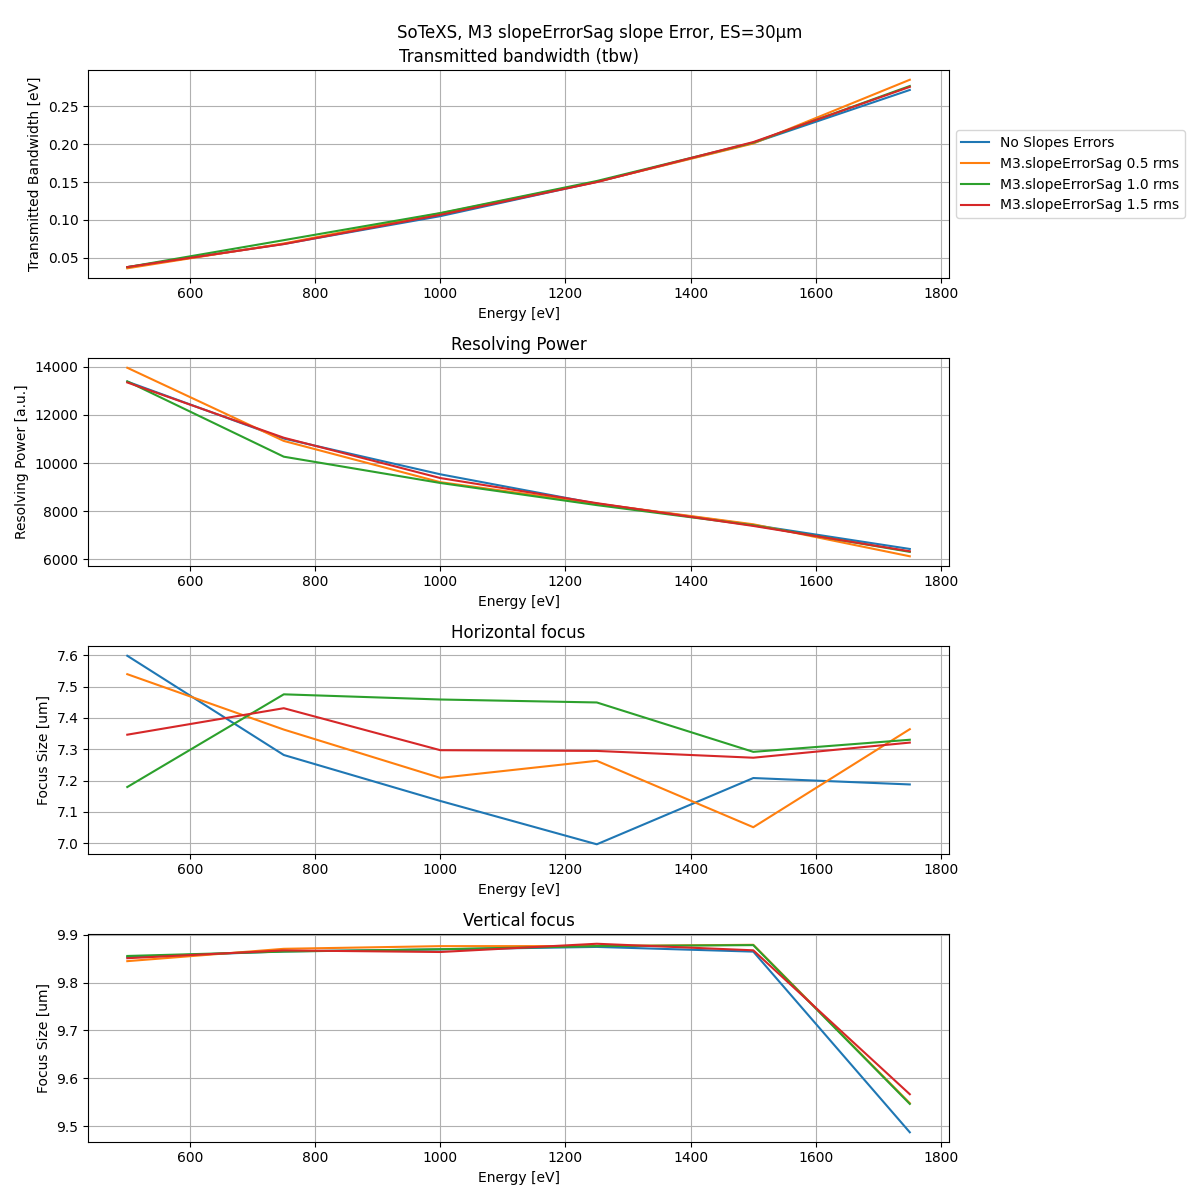 SoTeXS, M3 slopeErrorSag slope Error, ES=30μm
Transmitted bandwidth (tbw)
Transmitted Bandwidth [eV]
0.25
0.20
0.15
0.10
0.05
600 800 1000 1200 1400 1600 1800
Energy [eV]
No Slopes Errors
M3.slopeErrorSag 0.5 rms
M3.slopeErrorSag 1.0 rms
M3.slopeErrorSag 1.5 rms
Resolving Power
Resolving Power [a.u.]
14000
12000
10000
8000
6000
600 800 1000 1200 1400 1600 1800
Energy [eV]
Horizontal focus
Focus Size [um]
7.6
7.5
7.4
7.3
7.2
7.1
7.0
600 800 1000 1200 1400 1600 1800
Energy [eV]
Vertical focus
Focus Size [um]
9.9
9.8
9.7
9.6
9.5
600 800 1000 1200 1400 1600 1800
Energy [eV]